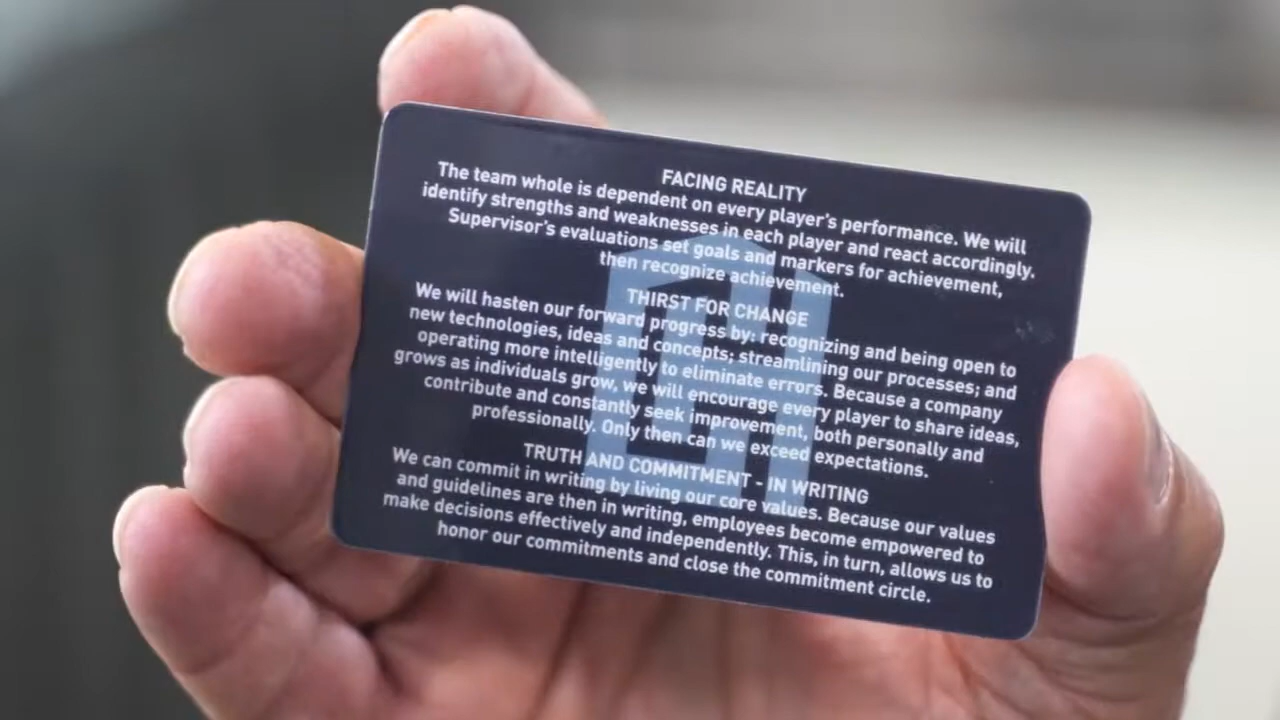 FACING REALITY
The team whole is dependent on every player's performance. We will
identify strengths and weaknesses in each player and react accordingly.
Supervisor's evaluations set goals and markers for achievement,
then recognize achievement.
THIRST FOR CHANGE
We will hasten our forward progress by: recognizing and being open to
new technologies, ideas and concepts; streamlining our processes; and
operating more intelligently to eliminate errors. Because a company
grows as individuals grow, we will encourage every player to share ideas,
contribute and constantly seek improvement, both personally and
professionally. Only then can we exceed expectations.
TRUTH AND COMMITMENT - IN WRITING
We can commit in writing by living our core values. Because our values
and guidelines are then in writing, employees become empowered to
make decisions effectively and independently. This, in turn, allows us to
honor our commitments and close the commitment circle.